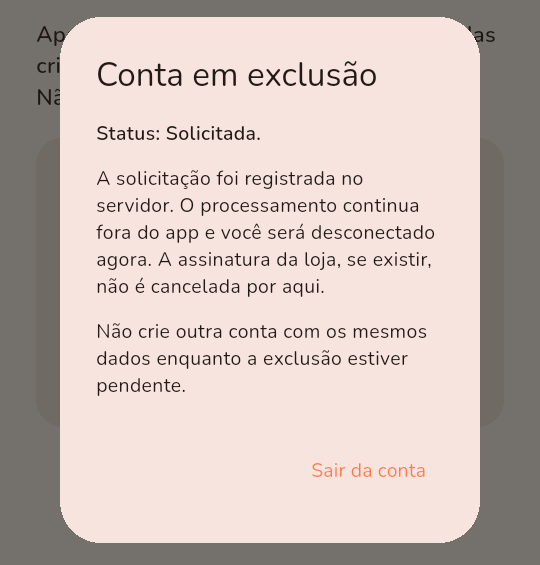 Conta em exclusão
Status: Solicitada.
A solicitação foi registrada no
servidor. O processamento continua
fora do app e você será desconectado
agora. A assinatura da loja, se existir,
não é cancelada por aqui.
Não crie outra conta com os mesmos
dados enquanto a exclusão estiver
pendente.
Sair da conta